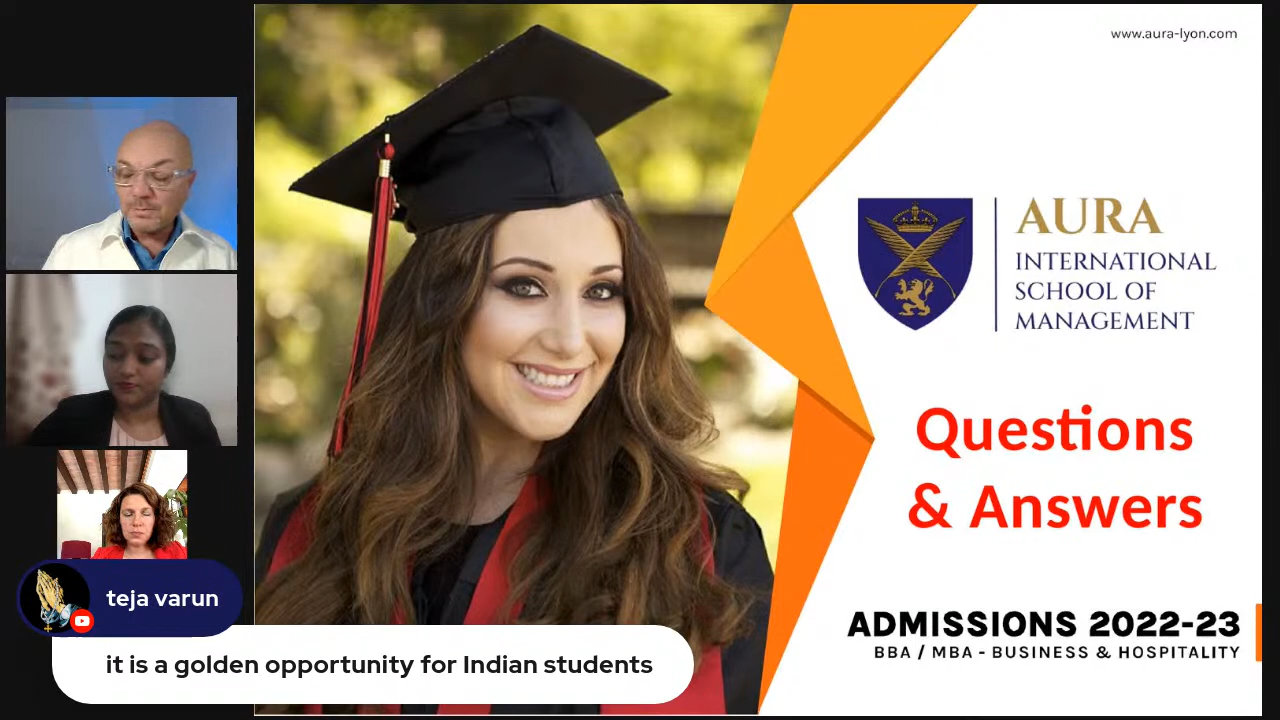 www.aura-lyon.com
AURA
INTERNATIONAL
SCHOOL OF
MANAGEMENT
Questions
& Answers
ADMISSIONS 2022-23
BBA / MBA - BUSINESS & HOSPITALITY
teja varun
it is a golden opportunity for Indian students